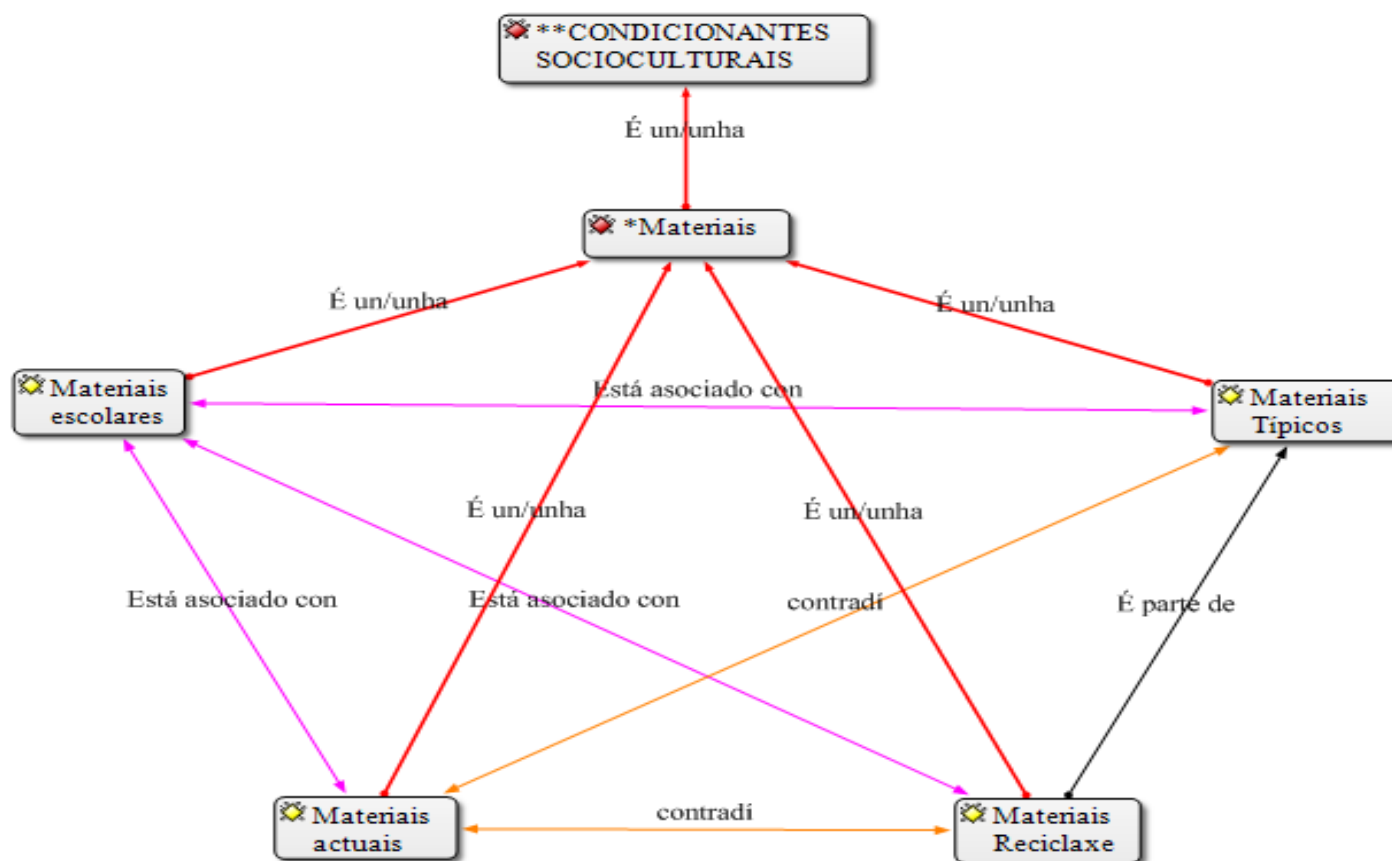 **CONDICIONANTES
SOCIOCULTURAIS
É un/unha
*Materiais
É un/unha
É un/unha
Materiais
escolares
Está asociado con
Materiais
Típicos
É un/unha
É un/unha
Está asociado con
Está asociado con
contradí
É parte de
Materiais
actuais
contradí
Materiais
Reciclaxe